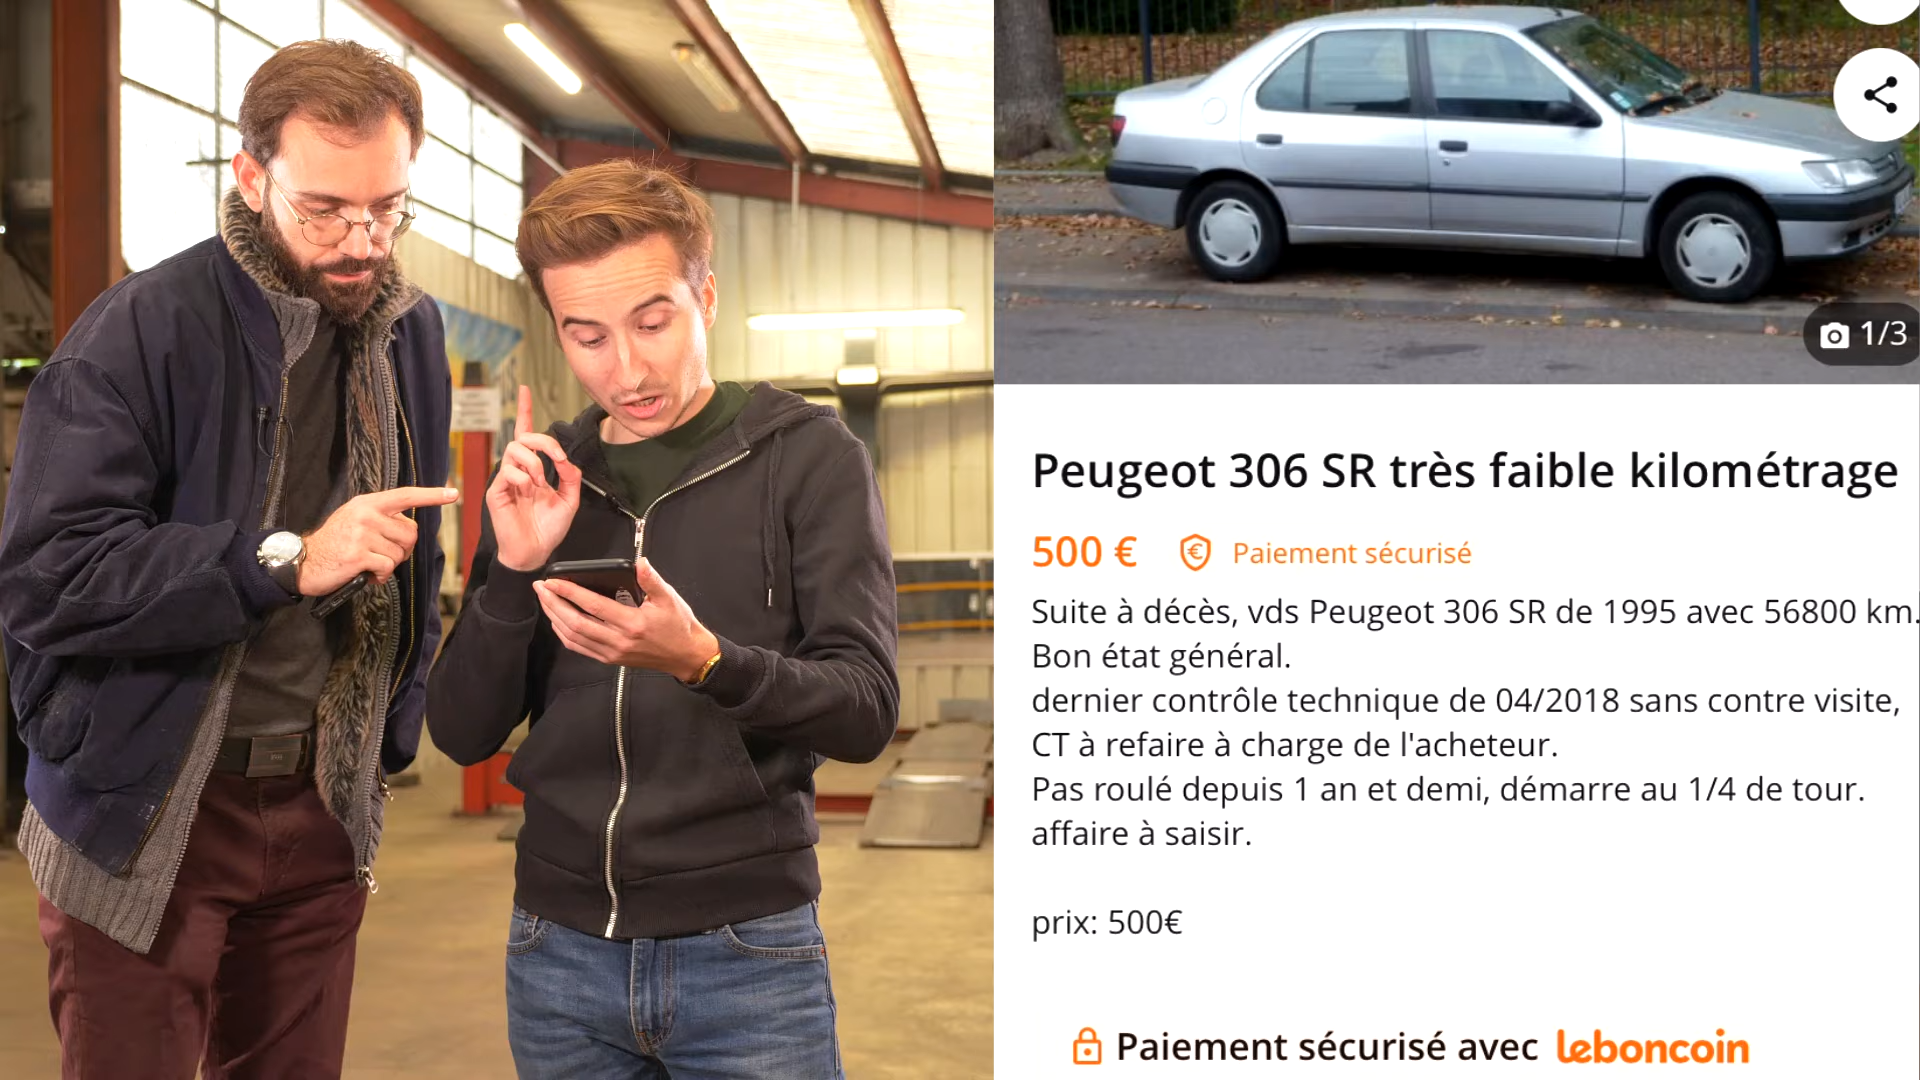 1/3
Peugeot 306 SR très faible kilométrage
500 € Paiement sécurisé
Suite à décès, vds Peugeot 306 SR de 1995 avec 56800 km.
Bon état général.
dernier contrôle technique de 04/2018 sans contre visite,
CT à refaire à charge de l'acheteur.
Pas roulé depuis 1 an et demi, démarre au 1/4 de tour.
affaire à saisir.
prix: 500€
Paiement sécurisé avec leboncoin